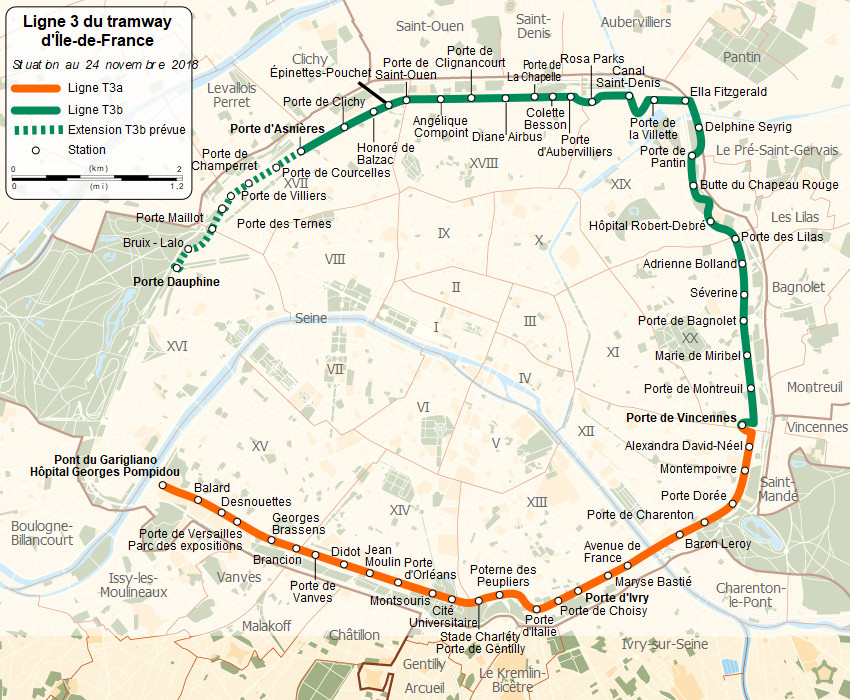 Ligne 3 du tramway
d'Île-de-France
Situation au 24 novembre 2018
Ligne T3a
Ligne T3b
Extension T3b prévue
Station
0 (km) 2
0 (mi) 1,2
Saint-Ouen
Saint-
Denis
Aubervilliers
Pantin
Clichy
Levallois
Perret
Le Pré-Saint-Gervais
Les Lilas
Bagnolet
Montreuil
Vincennes
Saint-
Mandé
Charenton-
le-Pont
Ivry-sur-Seine
Le Kremlin-
Bicêtre
Gentilly
Arcueil
Châtillon
Malakoff
Vanves
Issy-les-
Moulineaux
Boulogne-
Billancourt
Seine
I
II
III
IV
V
VI
VII
VIII
IX
X
XI
XII
XIII
XIV
XV
XVI
XVII
XVIII
XIX
XX
Porte Dauphine
Bruix - Lalo
Porte Maillot
Porte des Ternes
Porte de Villiers
Porte de
Champerret
Porte de Courcelles
Porte d'Asnières
Porte de Clichy
Honoré de
Balzac
Épinettes-Pouchet
Porte de
Saint-Ouen
Angélique
Compoint
Porte de
Clignancourt
Diane Airbus
Porte de
La Chapelle
Colette
Besson
Porte
d'Aubervilliers
Rosa Parks
Canal
Saint-Denis
Porte de
la Villette
Ella Fitzgerald
Delphine Seyrig
Porte de
Pantin
Butte du Chapeau Rouge
Hôpital Robert-Debré
Porte des Lilas
Adrienne Bolland
Séverine
Porte de Bagnolet
Marie de Miribel
Porte de Montreuil
Porte de Vincennes
Alexandra David-Néel
Montempoivre
Porte Dorée
Porte de Charenton
Baron Leroy
Avenue de
France
Maryse Bastié
Porte d'Ivry
Porte de Choisy
Porte
d'Italie
Poterne des
Peupliers
Stade Charléty
Porte de Gentilly
Cité
Universitaire
Montsouris
Porte
d'Orléans
Jean
Moulin
Didot
Porte de
Vanves
Brancion
Georges
Brassens
Porte de Versailles
Parc des expositions
Desnouettes
Balard
Pont du Garigliano
Hôpital Georges Pompidou